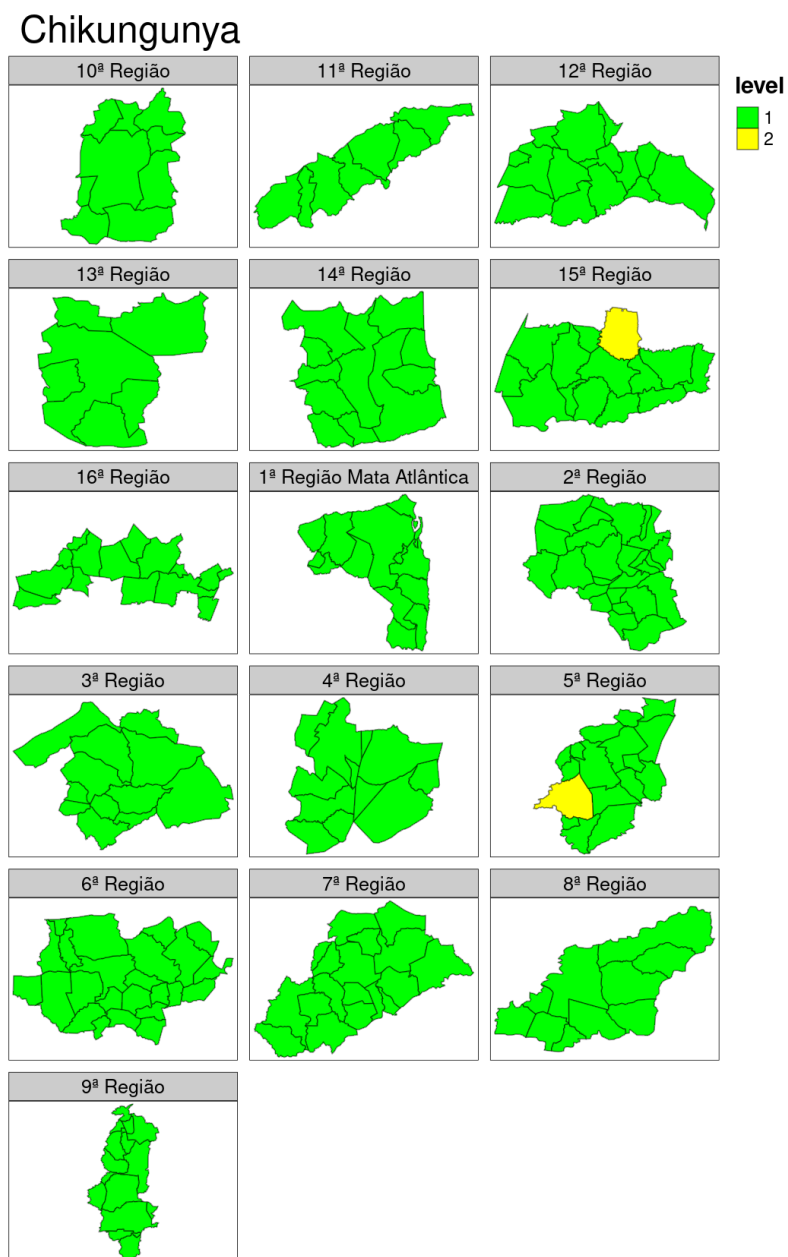 Chikungunya
10ª Região
11ª Região
12ª Região
level
1
2
13ª Região
14ª Região
15ª Região
16ª Região
1ª Região Mata Atlântica
2ª Região
3ª Região
4ª Região
5ª Região
6ª Região
7ª Região
8ª Região
9ª Região